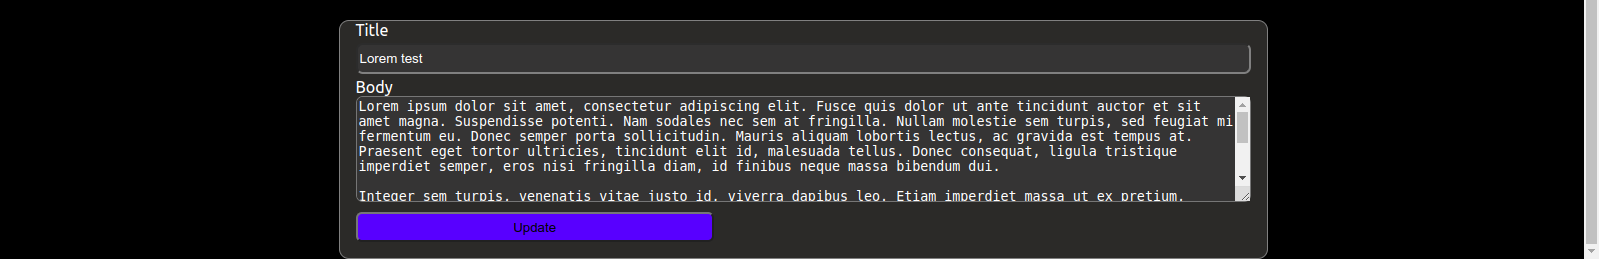 Title
Lorem test
Body
Lorem ipsum dolor sit amet, consectetur adipiscing elit. Fusce quis dolor ut ante tincidunt auctor et sit
amet magna. Suspendisse potenti. Nam sodales nec sem at fringilla. Nullam molestie sem turpis, sed feugiat mi
fermentum eu. Donec semper porta sollicitudin. Mauris aliquam lobortis lectus, ac gravida est tempus at.
Praesent eget tortor ultricies, tincidunt elit id, malesuada tellus. Donec consequat, ligula tristique
imperdiet semper, eros nisi fringilla diam, id finibus neque massa bibendum dui.
Integer sem turpis, venenatis vitae justo id, viverra dapibus leo. Etiam imperdiet massa ut ex pretium,
Update